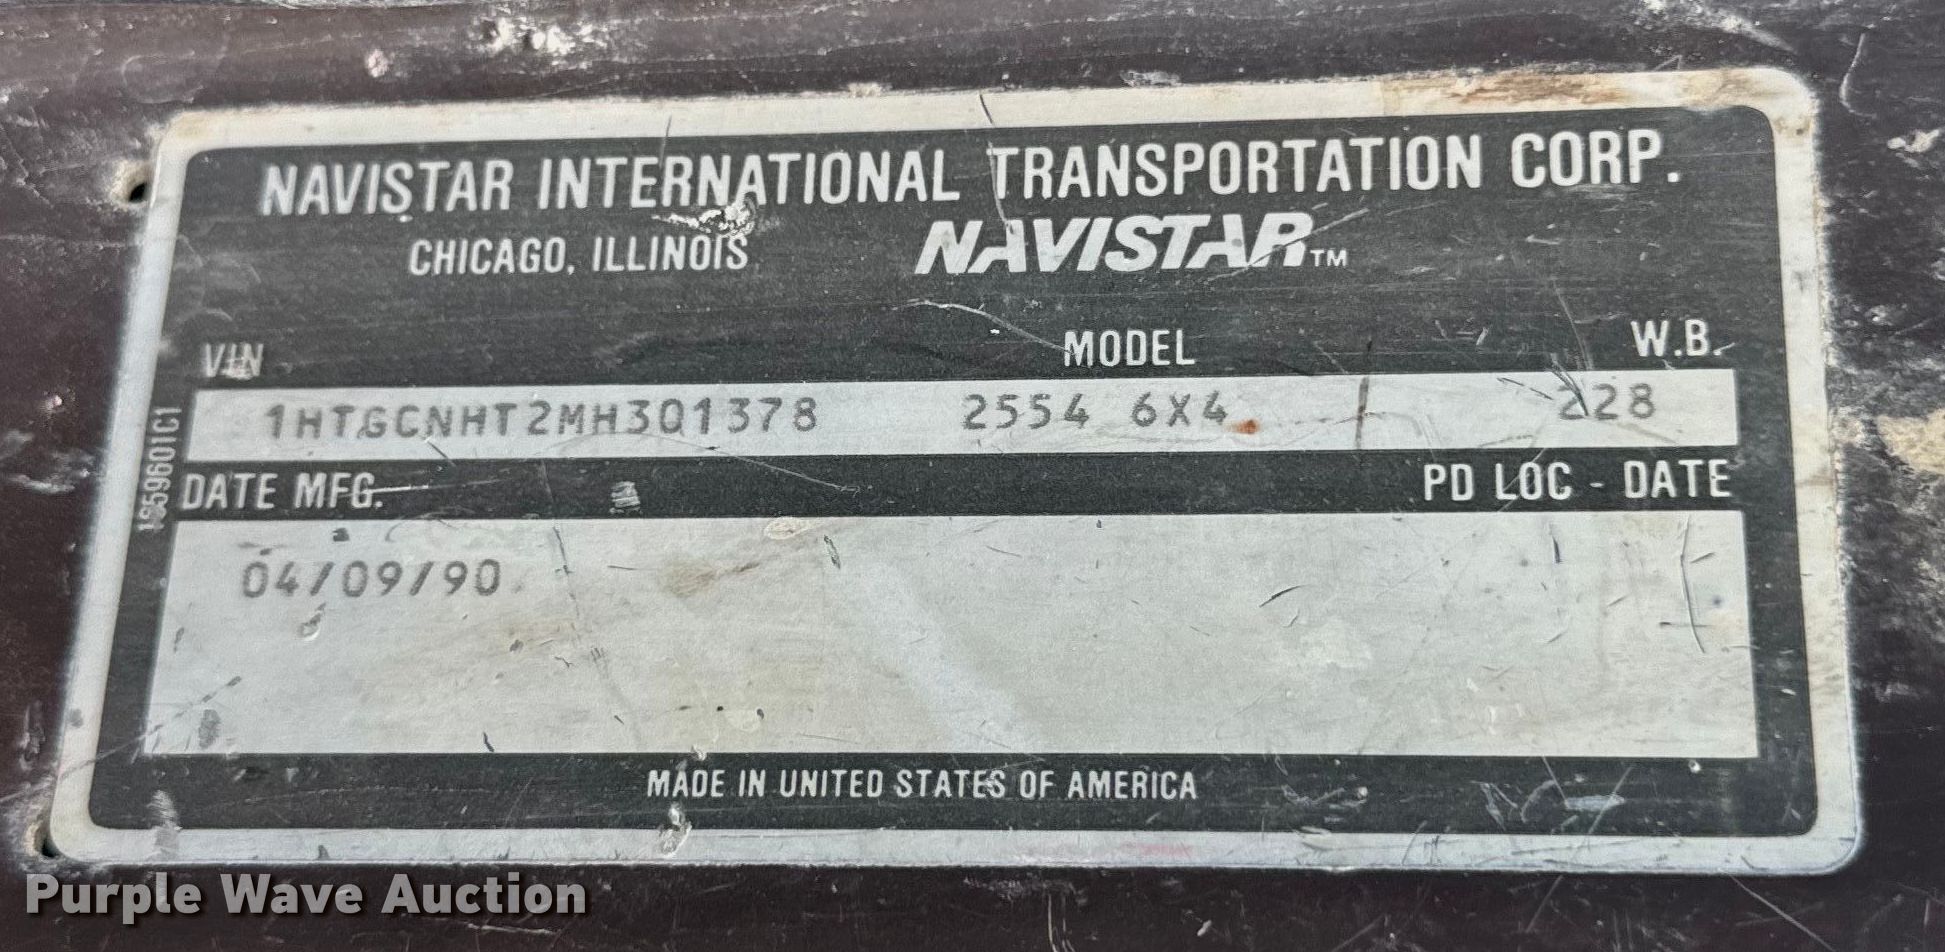 NAVISTAR INTERNATIONAL TRANSPORTATION CORP.
CHICAGO, ILLINOIS NAVISTAR™
VIN MODEL W.B.
1HTGCNHT2MH301378 2554 6X4 228
1959601C1
DATE MFG. PD LOC - DATE
04/09/90
MADE IN UNITED STATES OF AMERICA
Purple Wave Auction